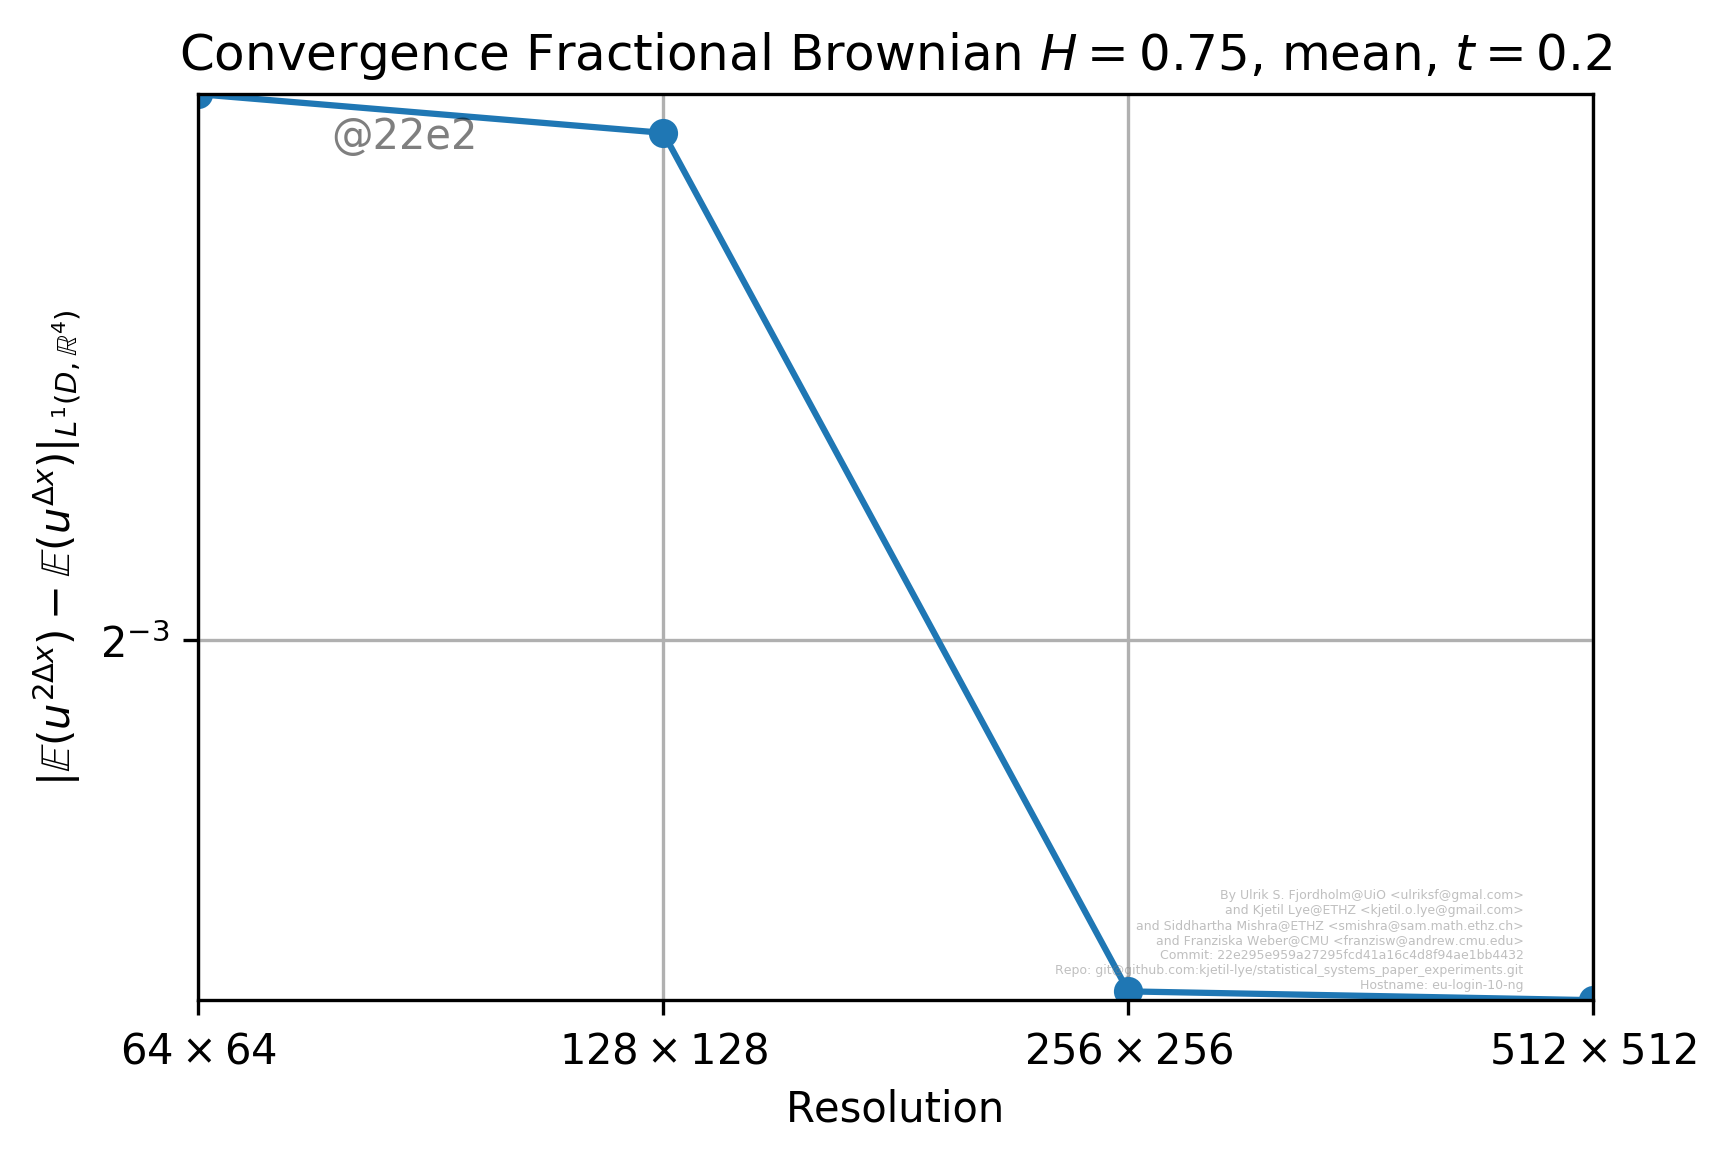 Convergence Fractional Brownian H = 0.75, mean, t = 0.2
@22e2
|𝔼(u^{2Δx}) − 𝔼(u^{Δx})|_{L¹(D, ℝ⁴)}
2⁻³
By Ulrik S. Fjordholm@UiO <ulriksf@gmal.com>
and Kjetil Lye@ETHZ <kjetil.o.lye@gmail.com>
and Siddhartha Mishra@ETHZ <smishra@sam.math.ethz.ch>
and Franziska Weber@CMU <franzisw@andrew.cmu.edu>
Commit: 22e295e959a27295fcd41a16c4d8f94ae1bb4432
Repo: git@github.com:kjetil-lye/statistical_systems_paper_experiments.git
Hostname: eu-login-10-ng
64 × 64 128 × 128 256 × 256 512 × 512
Resolution